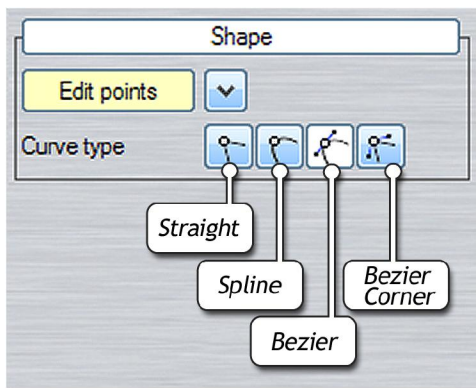 Shape
Edit points
Curve type
Straight
Spline
Bezier
Bezier
Corner